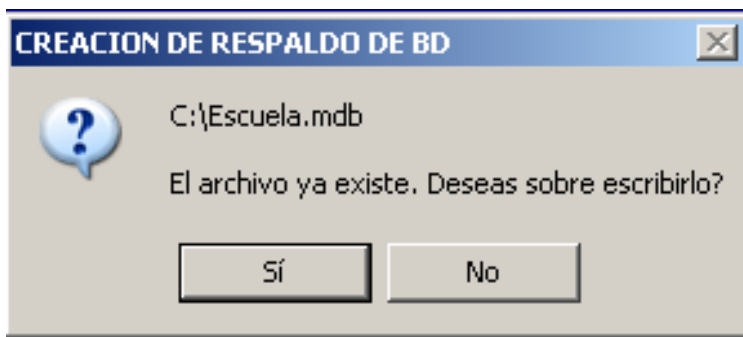 CREACION DE RESPALDO DE BD
C:\Escuela.mdb
El archivo ya existe. Deseas sobre escribirlo?
Sí
No